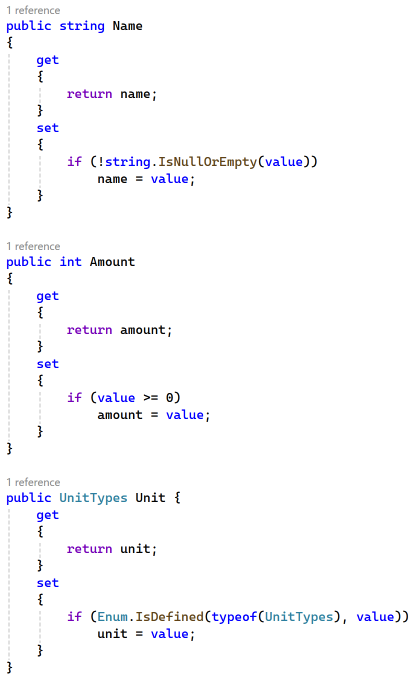 1 reference
public string Name
{
    get
    {
        return name;
    }
    set
    {
        if (!string.IsNullOrEmpty(value))
            name = value;
    }
}
1 reference
public int Amount
{
    get
    {
        return amount;
    }
    set
    {
        if (value >= 0)
            amount = value;
    }
}
1 reference
public UnitTypes Unit {
    get
    {
        return unit;
    }
    set
    {
        if (Enum.IsDefined(typeof(UnitTypes), value))
            unit = value;
    }
}